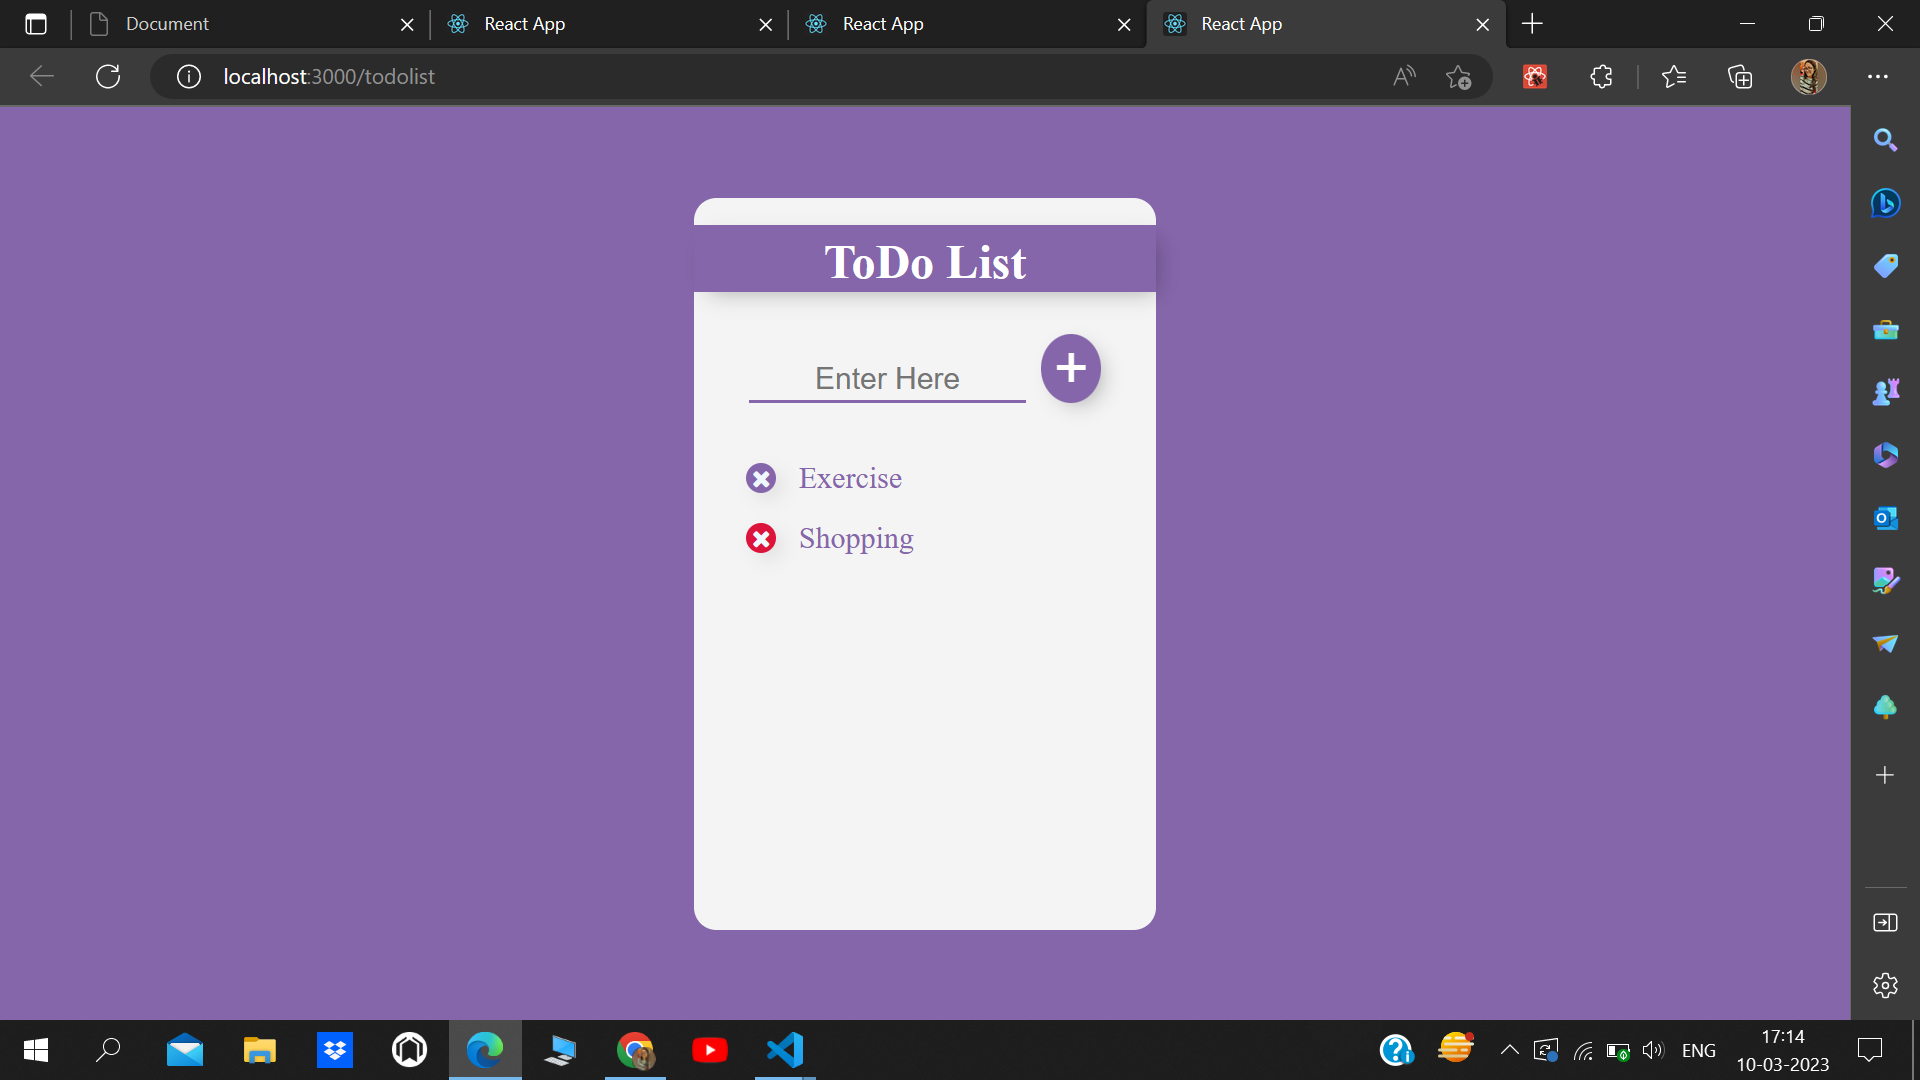 Document
React App
React App
React App
localhost:3000/todolist
ToDo List
Enter Here
Exercise
Shopping
ENG
17:14
10-03-2023